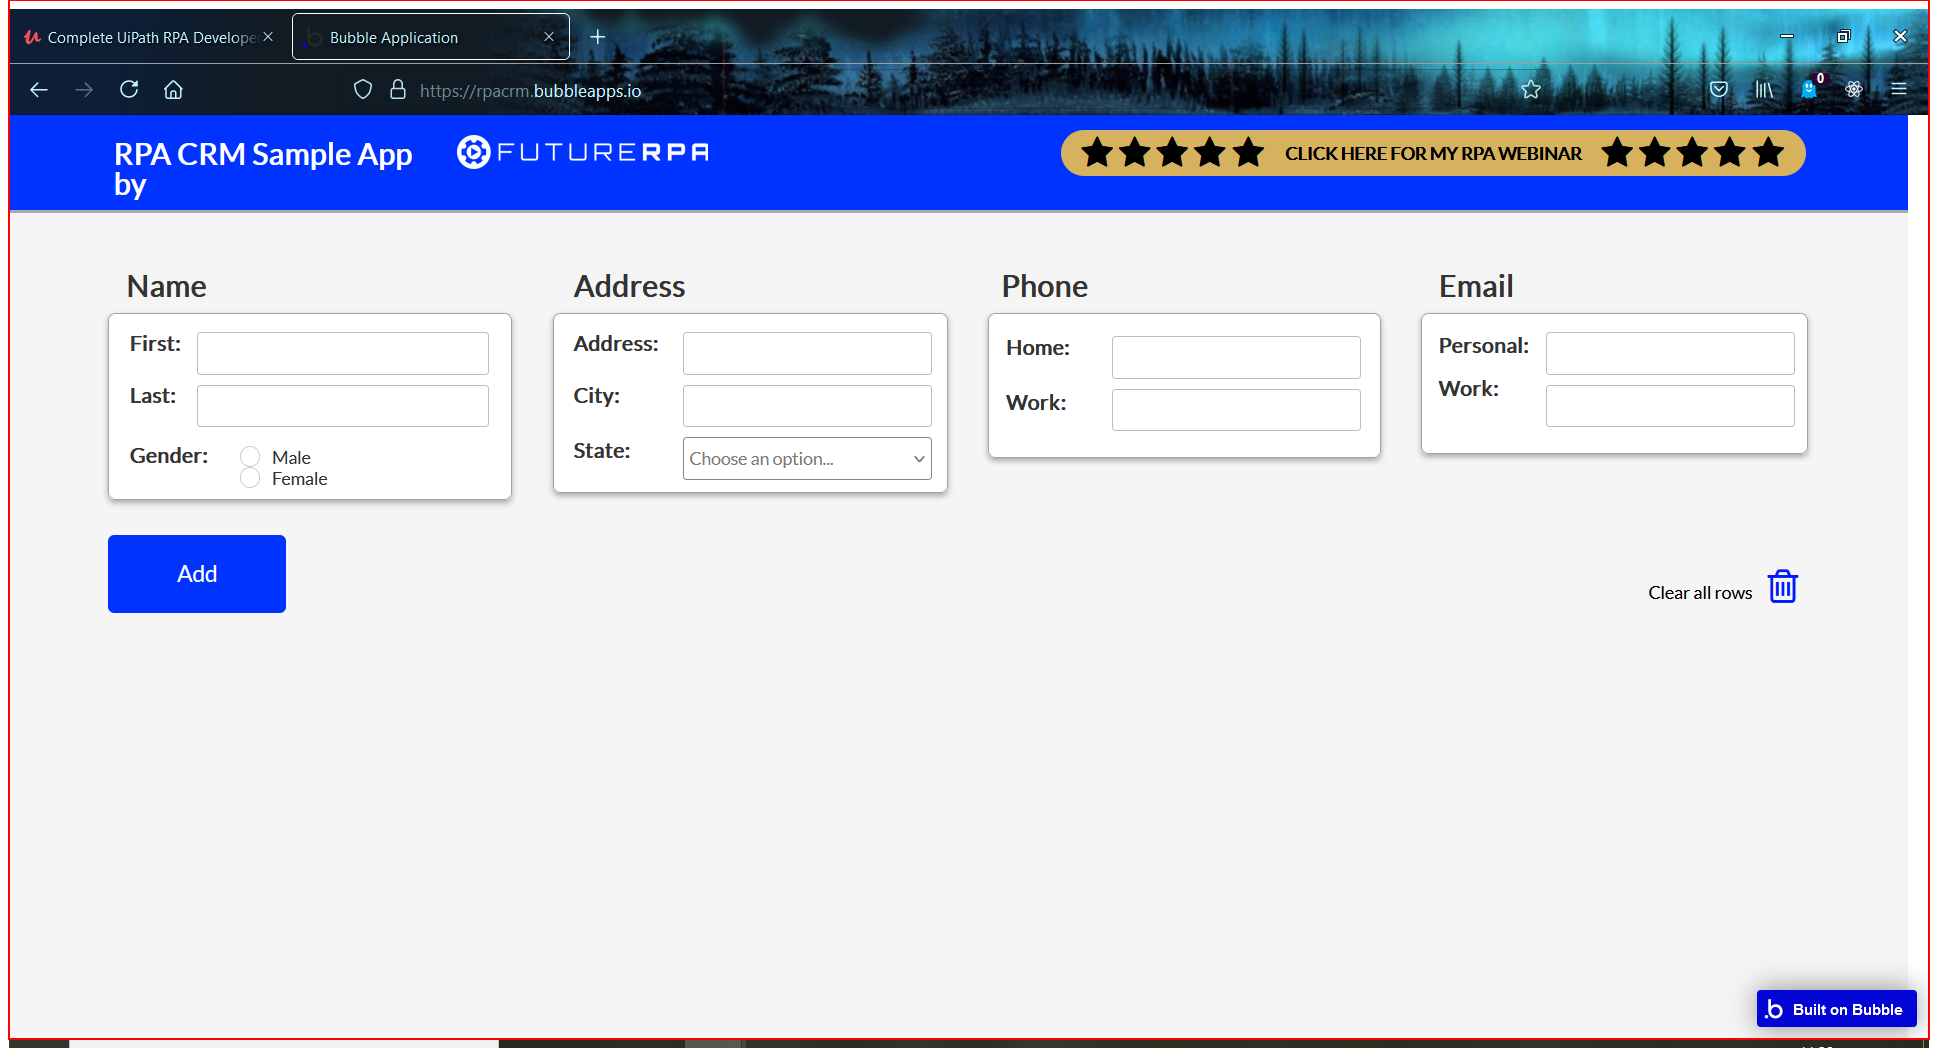 Complete UiPath RPA Develope
Bubble Application
https://rpacrm.bubbleapps.io
0
RPA CRM Sample App
by
FUTURERPA
CLICK HERE FOR MY RPA WEBINAR
Name
Address
Phone
Email
First:
Last:
Gender:
Male
Female
Address:
City:
State:
Choose an option...
Home:
Work:
Personal:
Work:
Add
Clear all rows
b Built on Bubble